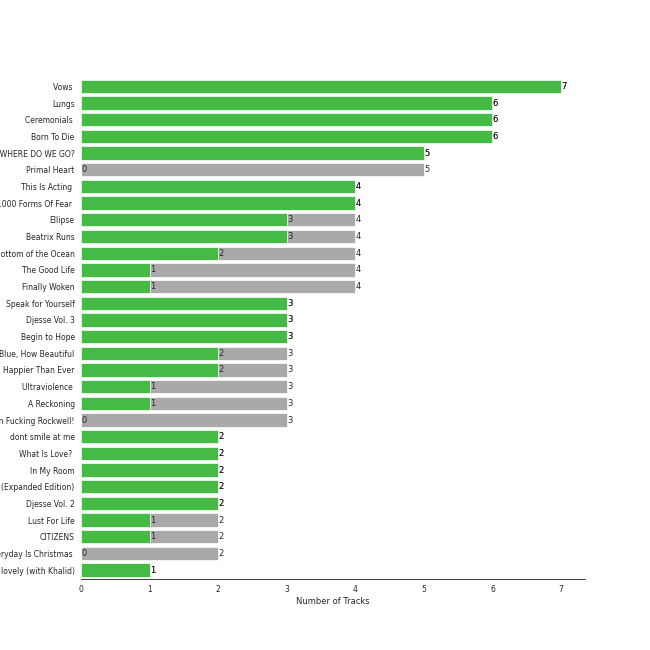 Vows 7
Lungs 6
Ceremonials 6
Born To Die 6
WHERE DO WE GO? 5
Primal Heart 0 5
This Is Acting 4
000 Forms Of Fear 4
Ellipse 3 4
Beatrix Runs 3 4
ottom of the Ocean 2 4
The Good Life 1 4
Finally Woken 1 4
Speak for Yourself 3
Djesse Vol. 3 3
Begin to Hope 3
Blue, How Beautiful 2 3
Happier Than Ever 2 3
Ultraviolence 1 3
A Reckoning 1 3
n Fucking Rockwell! 0 3
dont smile at me 2
What Is Love? 2
In My Room 2
(Expanded Edition) 2
Djesse Vol. 2 2
Lust For Life 1 2
CITIZENS 1 2
ryday Is Christmas 0 2
lovely (with Khalid) 1
0 1 2 3 4 5 6 7
Number of Tracks